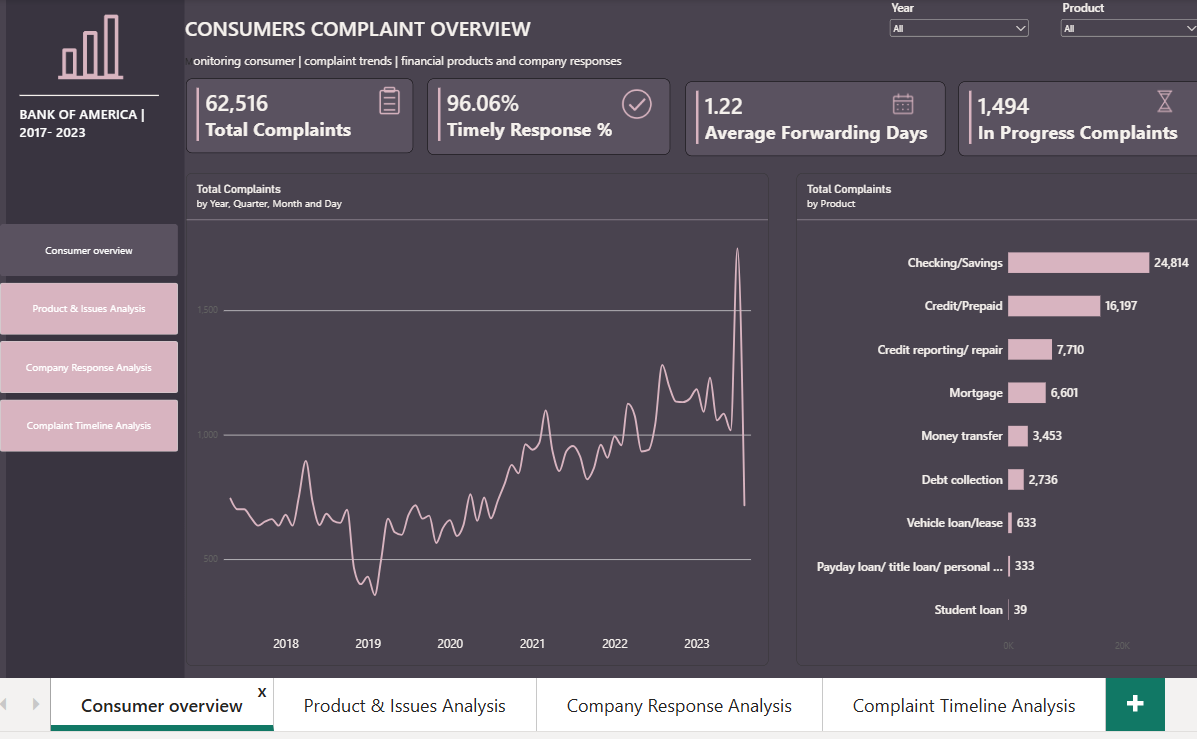 CONSUMERS COMPLAINT OVERVIEW
onitoring consumer | complaint trends | financial products and company responses
Year
All
Product
All
BANK OF AMERICA |
2017- 2023
62,516
Total Complaints
96.06%
Timely Response %
1.22
Average Forwarding Days
1,494
In Progress Complaints
Consumer overview
Product & Issues Analysis
Company Response Analysis
Complaint Timeline Analysis
Total Complaints
by Year, Quarter, Month and Day
1,500
1,000
500
2018
2019
2020
2021
2022
2023
Total Complaints
by Product
Checking/Savings
24,814
Credit/Prepaid
16,197
Credit reporting/ repair
7,710
Mortgage
6,601
Money transfer
3,453
Debt collection
2,736
Vehicle loan/lease
633
Payday loan/ title loan/ personal ...
333
Student loan
39
0K
20K
Consumer overview
x
Product & Issues Analysis
Company Response Analysis
Complaint Timeline Analysis
+